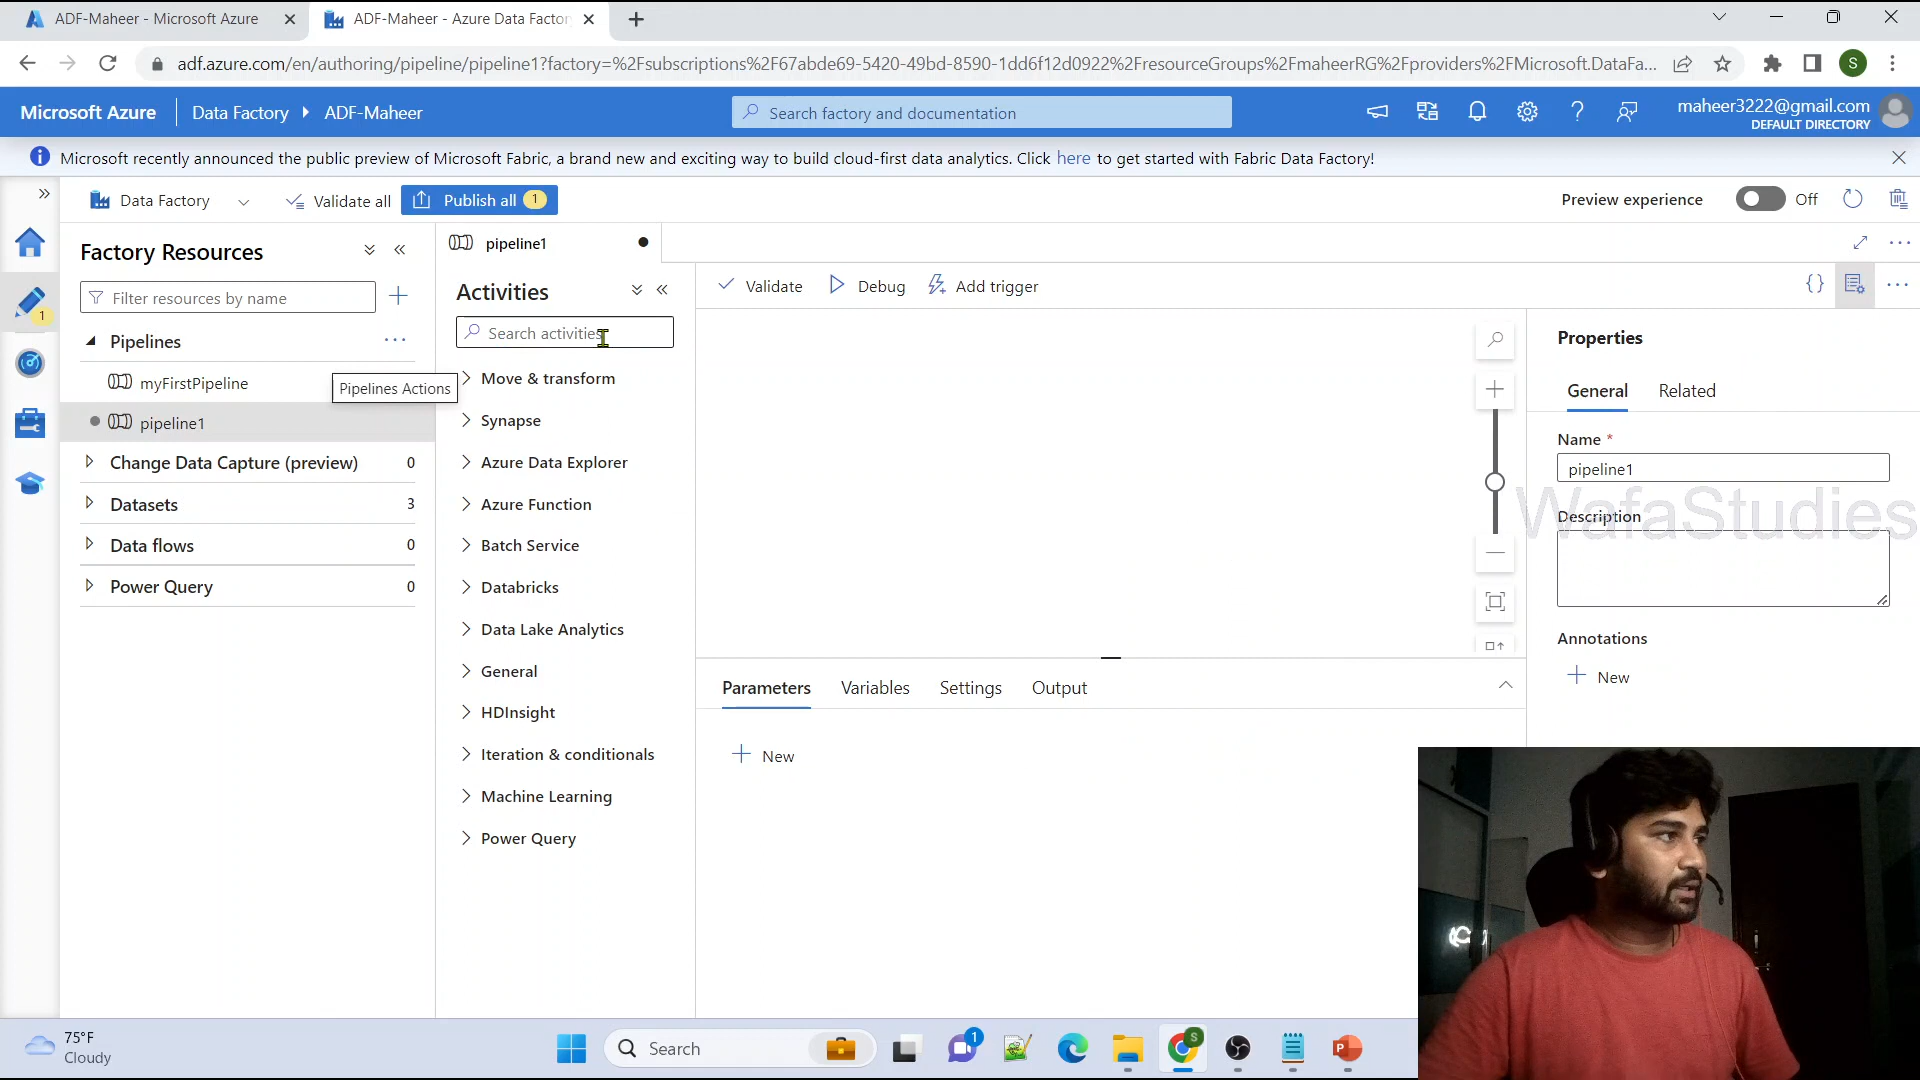 ADF-Maheer - Microsoft Azure
ADF-Maheer - Azure Data Factor
adf.azure.com/en/authoring/pipeline/pipeline1?factory=%2Fsubscriptions%2F67abde69-5420-49bd-8590-1dd6f12d0922%2FresourceGroups%2FmaheerRG%2Fproviders%2FMicrosoft.DataFa...
S
Microsoft Azure
Data Factory
ADF-Maheer
Search factory and documentation
maheer3222@gmail.com
DEFAULT DIRECTORY
Microsoft recently announced the public preview of Microsoft Fabric, a brand new and exciting way to build cloud-first data analytics. Click here to get started with Fabric Data Factory!
Data Factory
Validate all
Publish all 1
Preview experience
Off
1
Factory Resources
Filter resources by name
Pipelines
myFirstPipeline
Pipelines Actions
pipeline1
Change Data Capture (preview) 0
Datasets 3
Data flows 0
Power Query 0
pipeline1
Activities
Search activities
Move & transform
Synapse
Azure Data Explorer
Azure Function
Batch Service
Databricks
Data Lake Analytics
General
HDInsight
Iteration & conditionals
Machine Learning
Power Query
Validate
Debug
Add trigger
Parameters
Variables
Settings
Output
New
Properties
General
Related
Name *
pipeline1
WafaStudies
Description
Annotations
New
75°F
Cloudy
Search
1
S
P